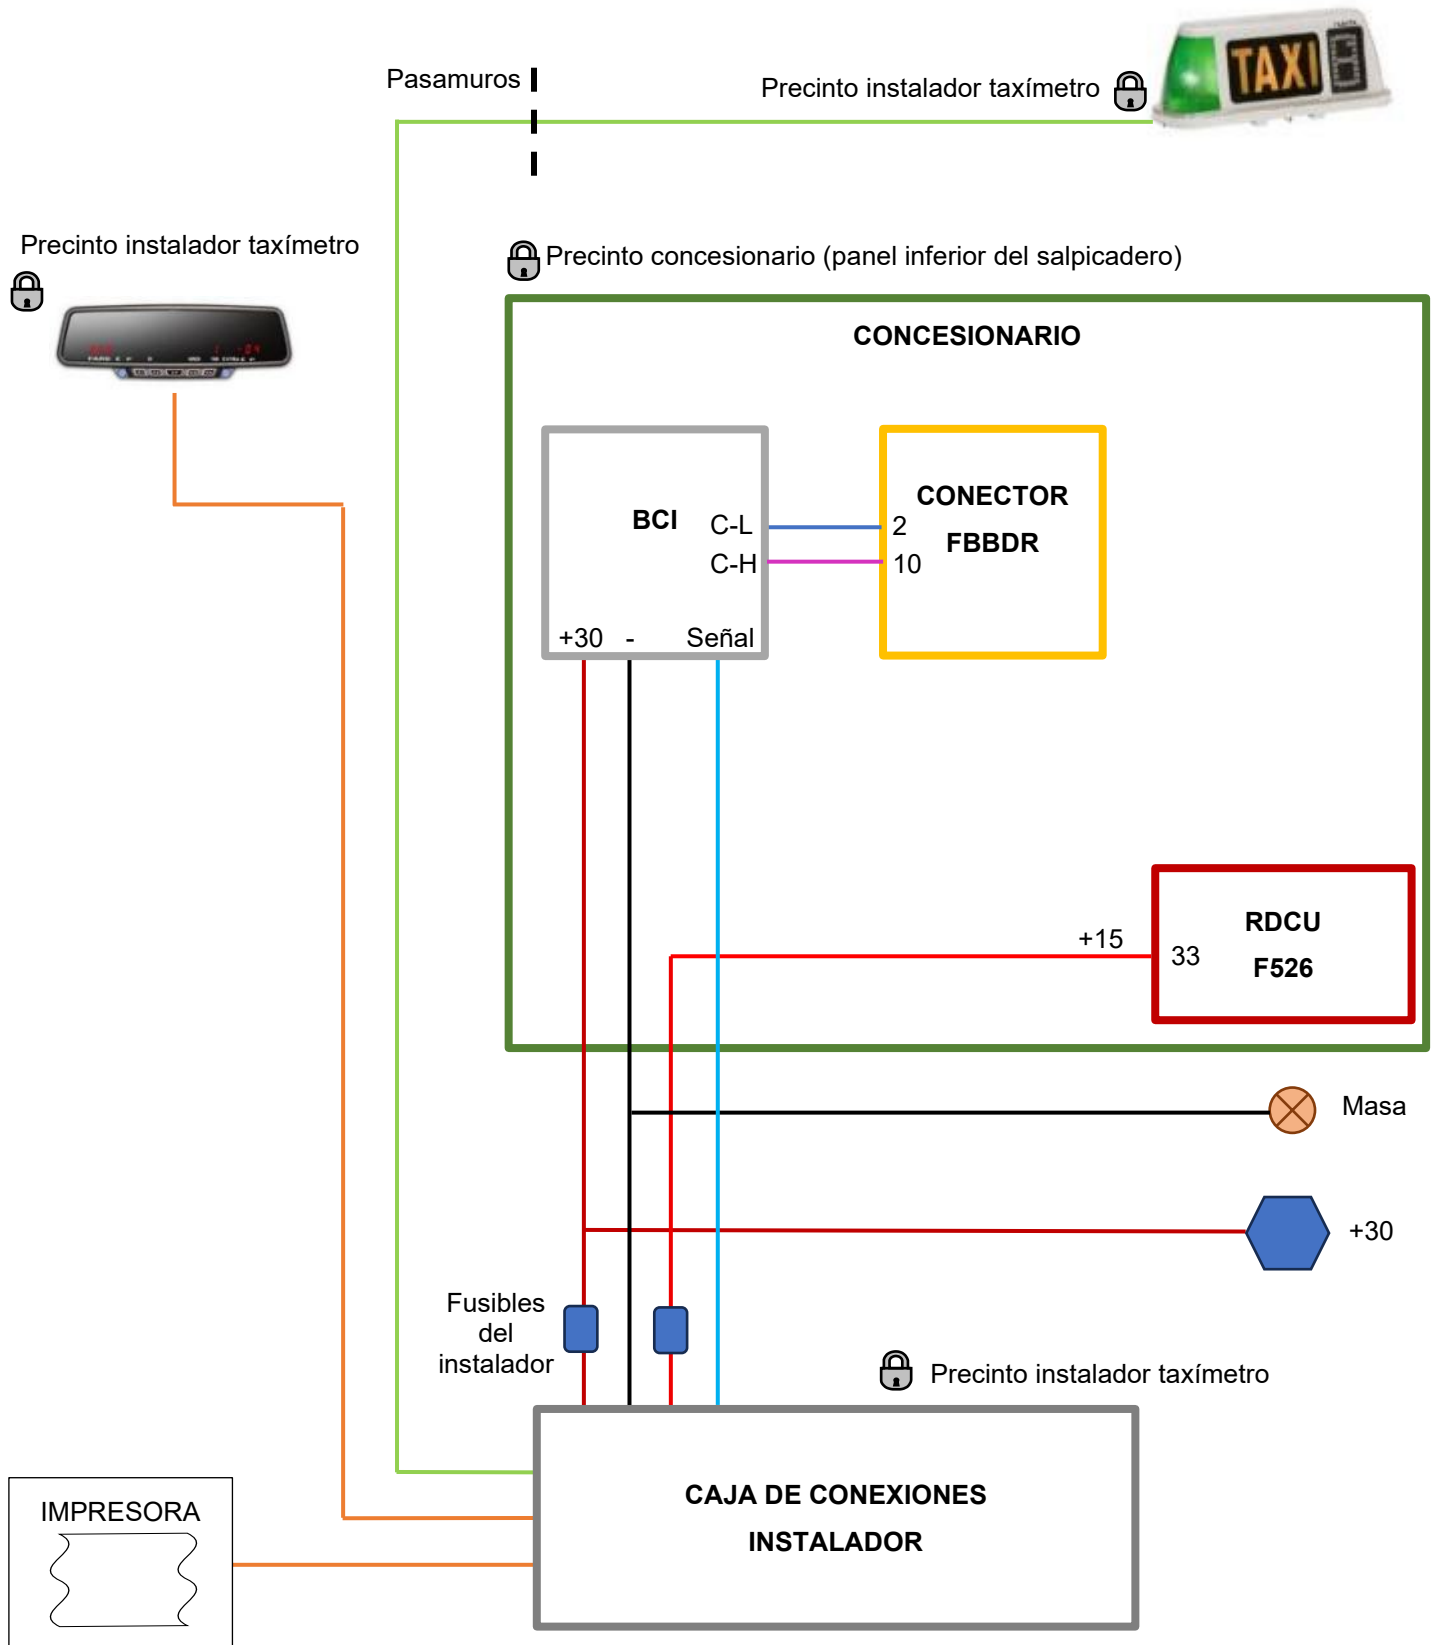 Pasamuros
Precinto instalador taxímetro
TAXI
Precinto instalador taxímetro
Precinto concesionario (panel inferior del salpicadero)
CONCESIONARIO
BCI
C-L
C-H
+30
-
Señal
2
10
CONECTOR
FBBDR
+15
33
RDCU
F526
Masa
+30
Fusibles
del
instalador
Precinto instalador taxímetro
CAJA DE CONEXIONES
INSTALADOR
IMPRESORA